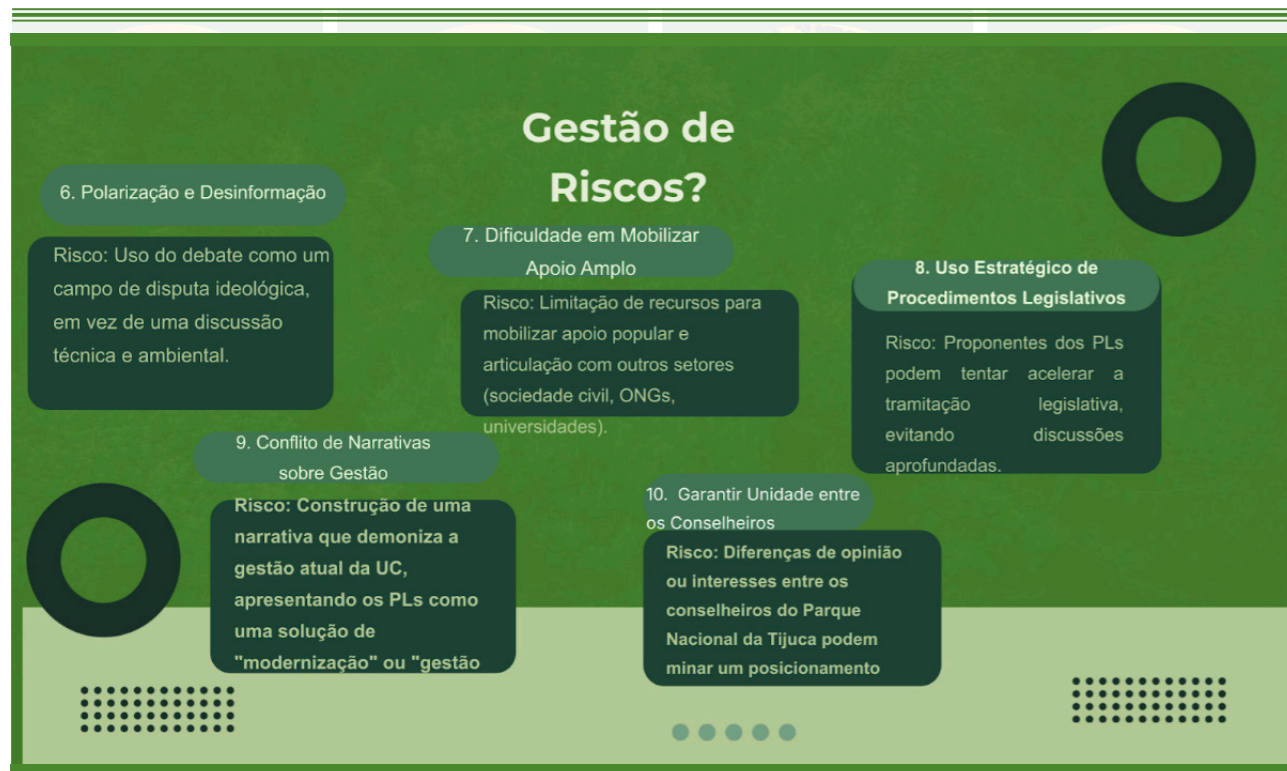 Gestão de
Riscos?
6. Polarização e Desinformação
Risco: Uso do debate como um
campo de disputa ideológica,
em vez de uma discussão
técnica e ambiental.
7. Dificuldade em Mobilizar
Apoio Amplo
Risco: Limitação de recursos para
mobilizar apoio popular e
articulação com outros setores
(sociedade civil, ONGs,
universidades).
8. Uso Estratégico de
Procedimentos Legislativos
Risco: Proponentes dos PLs
podem tentar acelerar a
tramitação legislativa,
evitando discussões
aprofundadas.
9. Conflito de Narrativas
sobre Gestão
Risco: Construção de uma
narrativa que demoniza a
gestão atual da UC,
apresentando os PLs como
uma solução de
"modernização" ou "gestão
10. Garantir Unidade entre
os Conselheiros
Risco: Diferenças de opinião
ou interesses entre os
conselheiros do Parque
Nacional da Tijuca podem
minar um posicionamento